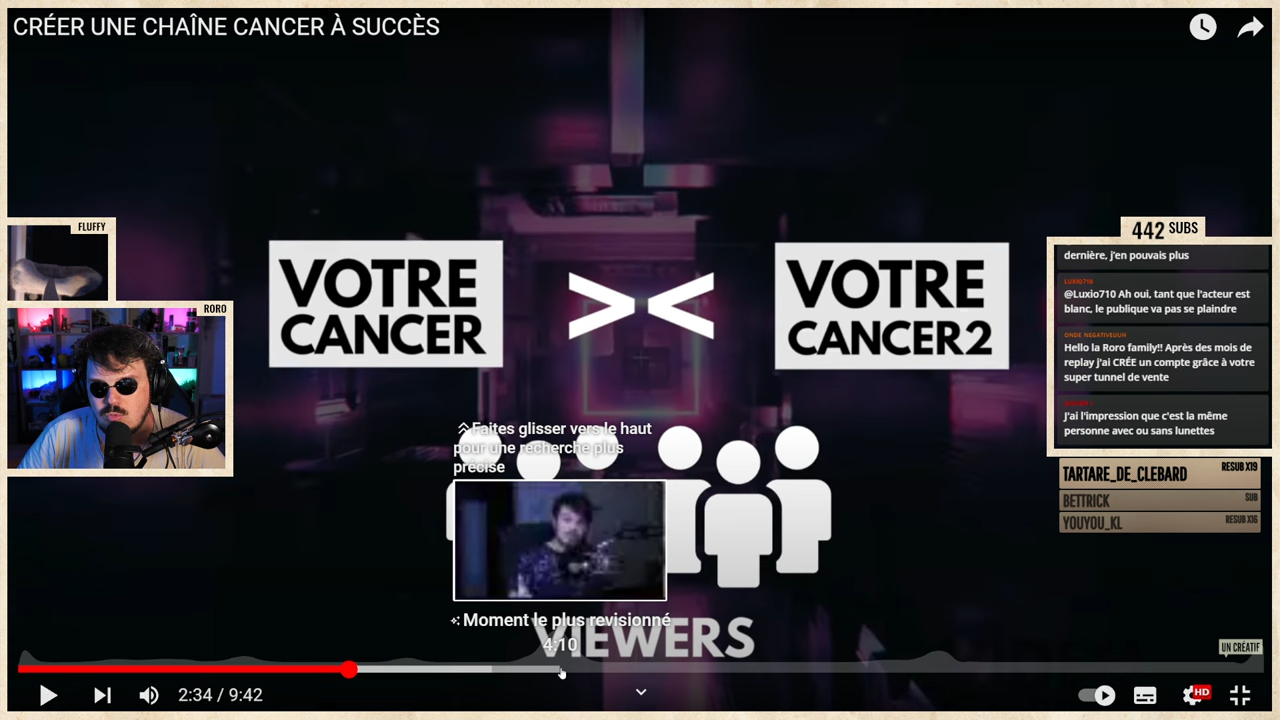 CRÉER UNE CHAÎNE CANCER À SUCCÈS
FLUFFY
RORO
VOTRE
CANCER
> <
VOTRE
CANCER2
442 SUBS
dernière, j'en pouvais plus
LUXIO710
@Luxio710 Ah oui, tant que l'acteur est
blanc, le publique va pas se plaindre
ONDE NEGATIVEUUH
Hello la Roro family!! Après des mois de
replay j'ai CRÉE un compte grâce à votre
super tunnel de vente
J'ai l'impression que c'est la même
personne avec ou sans lunettes
TARTARE_DE_CLEBARD RESUB X19
BETTRICK SUB
YOUYOU_KL RESUB X16
Faites glisser vers le haut
pour une recherche plus
précise
Moment le plus revisionné
4:10
VIEWERS
UN CRÉATIF
2:34 / 9:42
HD